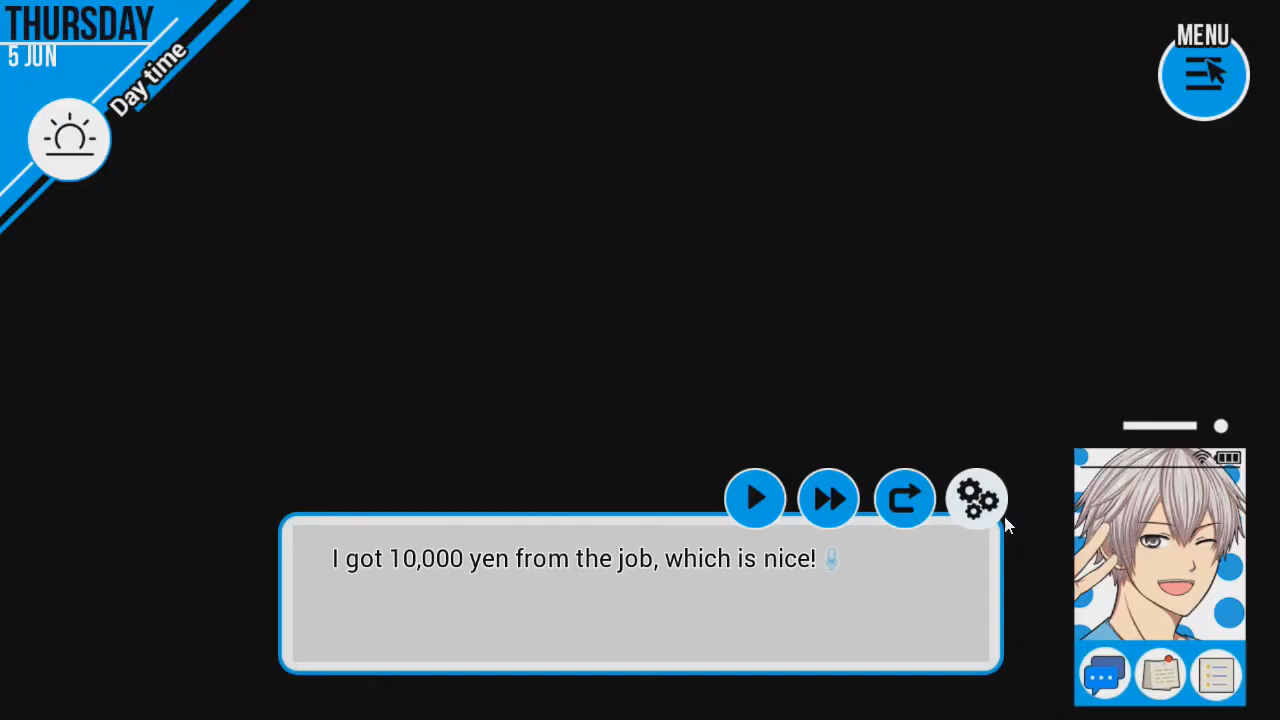 THURSDAY
5 JUN
Day time
MENU
I got 10,000 yen from the job, which is nice!